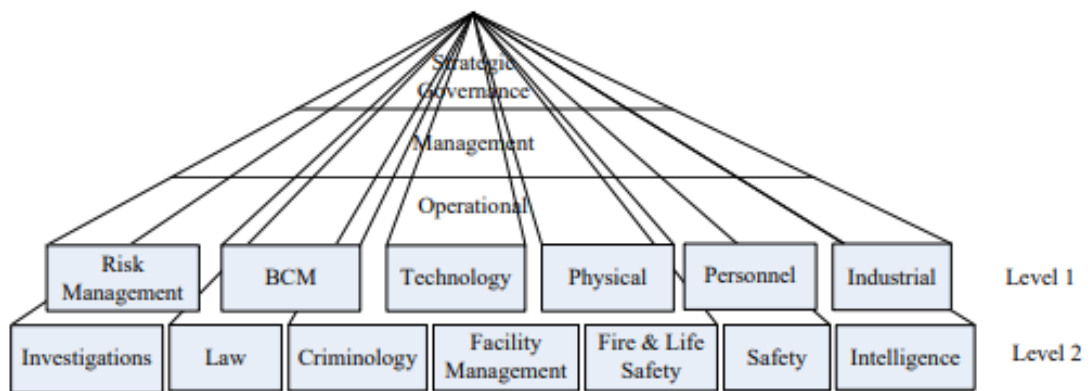 Strategic
Governance
Management
Operational
Risk
Management
BCM
Technology
Physical
Personnel
Industrial
Level 1
Investigations
Law
Criminology
Facility
Management
Fire & Life
Safety
Safety
Intelligence
Level 2